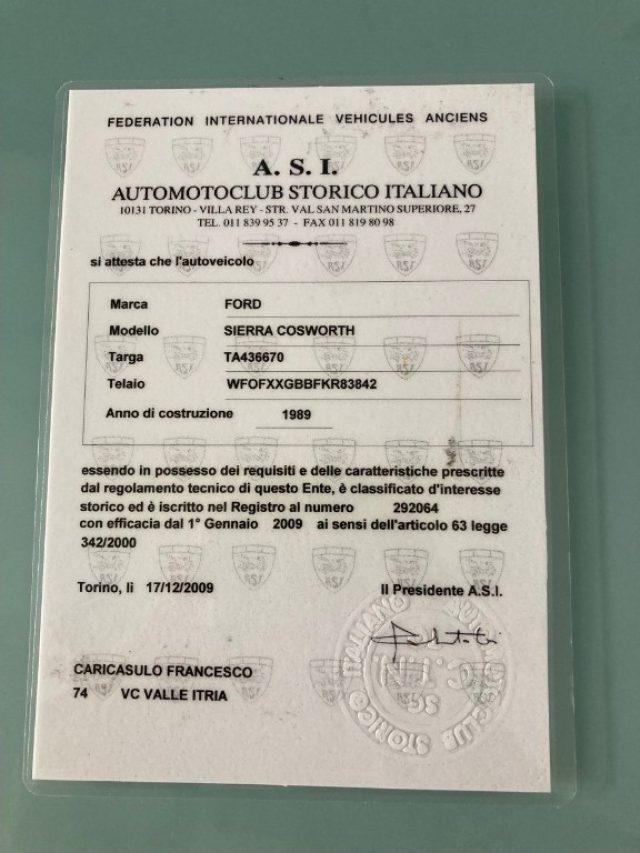 FEDERATION INTERNATIONALE VEHICULES ANCIENS
A. S. I.
AUTOMOTOCLUB STORICO ITALIANO
10131 TORINO - VILLA REY - STR. VAL SAN MARTINO SUPERIORE, 27
TEL. 011 839 95 37 - FAX 011 819 80 98
si attesta che l'autoveicolo
Marca FORD
Modello SIERRA COSWORTH
Targa TA436670
Telaio WFOFXXGBBFKR83842
Anno di costruzione 1989
essendo in possesso dei requisiti e delle caratteristiche prescritte
dal regolamento tecnico di questo Ente, è classificato d'interesse
storico ed è iscritto nel Registro al numero 292064
con efficacia dal 1° Gennaio 2009 ai sensi dell'articolo 63 legge
342/2000
Torino, lì 17/12/2009 Il Presidente A.S.I.
CARICASULO FRANCESCO
74 VC VALLE ITRIA
STORICO ITALIANO